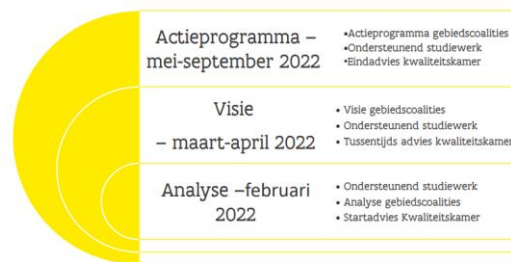 Actieprogramma –
mei-september 2022
•Actieprogramma gebiedscoalities
•Ondersteunend studiewerk
•Eindadvies kwaliteitskamer
Visie
– maart-april 2022
• Visie gebiedscoalities
• Ondersteunend studiewerk
• Tussentijds advies kwaliteitskamer
Analyse –februari
2022
• Ondersteunend studiewerk
• Analyse gebiedscoalities
• Startadvies Kwaliteitskamer